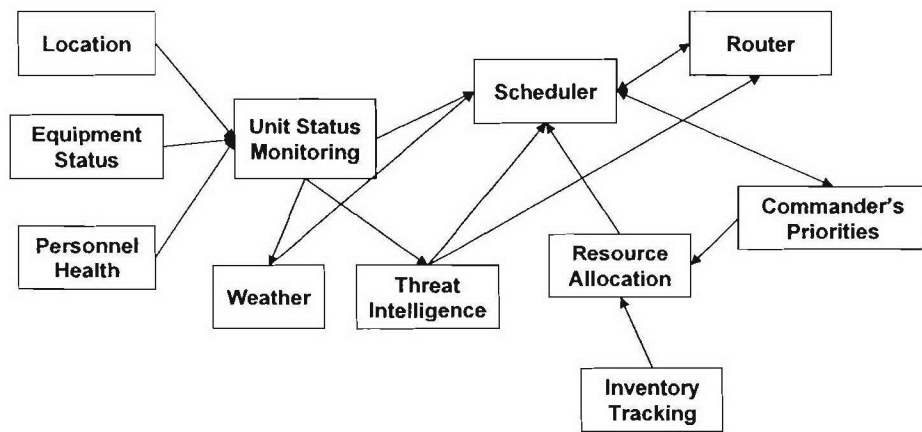 Location
Router
Scheduler
Equipment
Status
Unit Status
Monitoring
Commander's
Priorities
Personnel
Health
Weather
Threat
Intelligence
Resource
Allocation
Inventory
Tracking